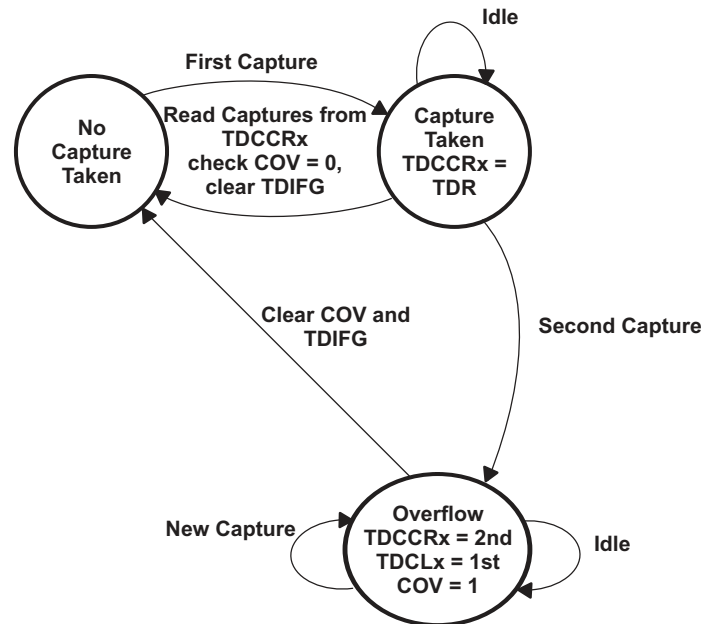 Idle
First Capture
No
Capture
Taken
Read Captures from
TDCCRx
check COV = 0,
clear TDIFG
Capture
Taken
TDCCRx =
TDR
Clear COV and
TDIFG
Second Capture
New Capture
Overflow
TDCCRx = 2nd
TDCLx = 1st
COV = 1
Idle